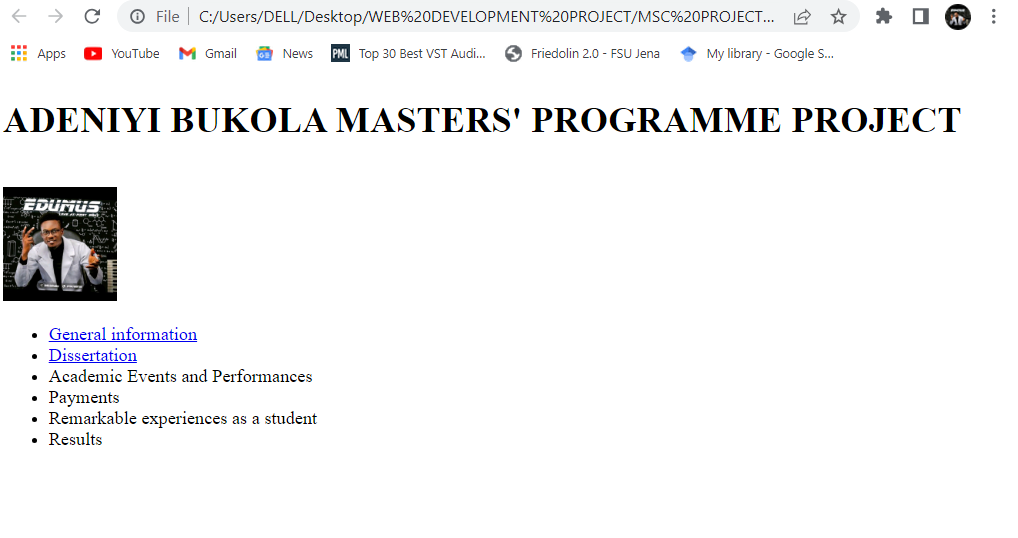 File C:/Users/DELL/Desktop/WEB%20DEVELOPMENT%20PROJECT/MSC%20PROJECT...
Apps YouTube Gmail News PML Top 30 Best VST Audi... Friedolin 2.0 - FSU Jena My library - Google S...
ADENIYI BUKOLA MASTERS' PROGRAMME PROJECT
EDUMUS
General information
Dissertation
Academic Events and Performances
Payments
Remarkable experiences as a student
Results